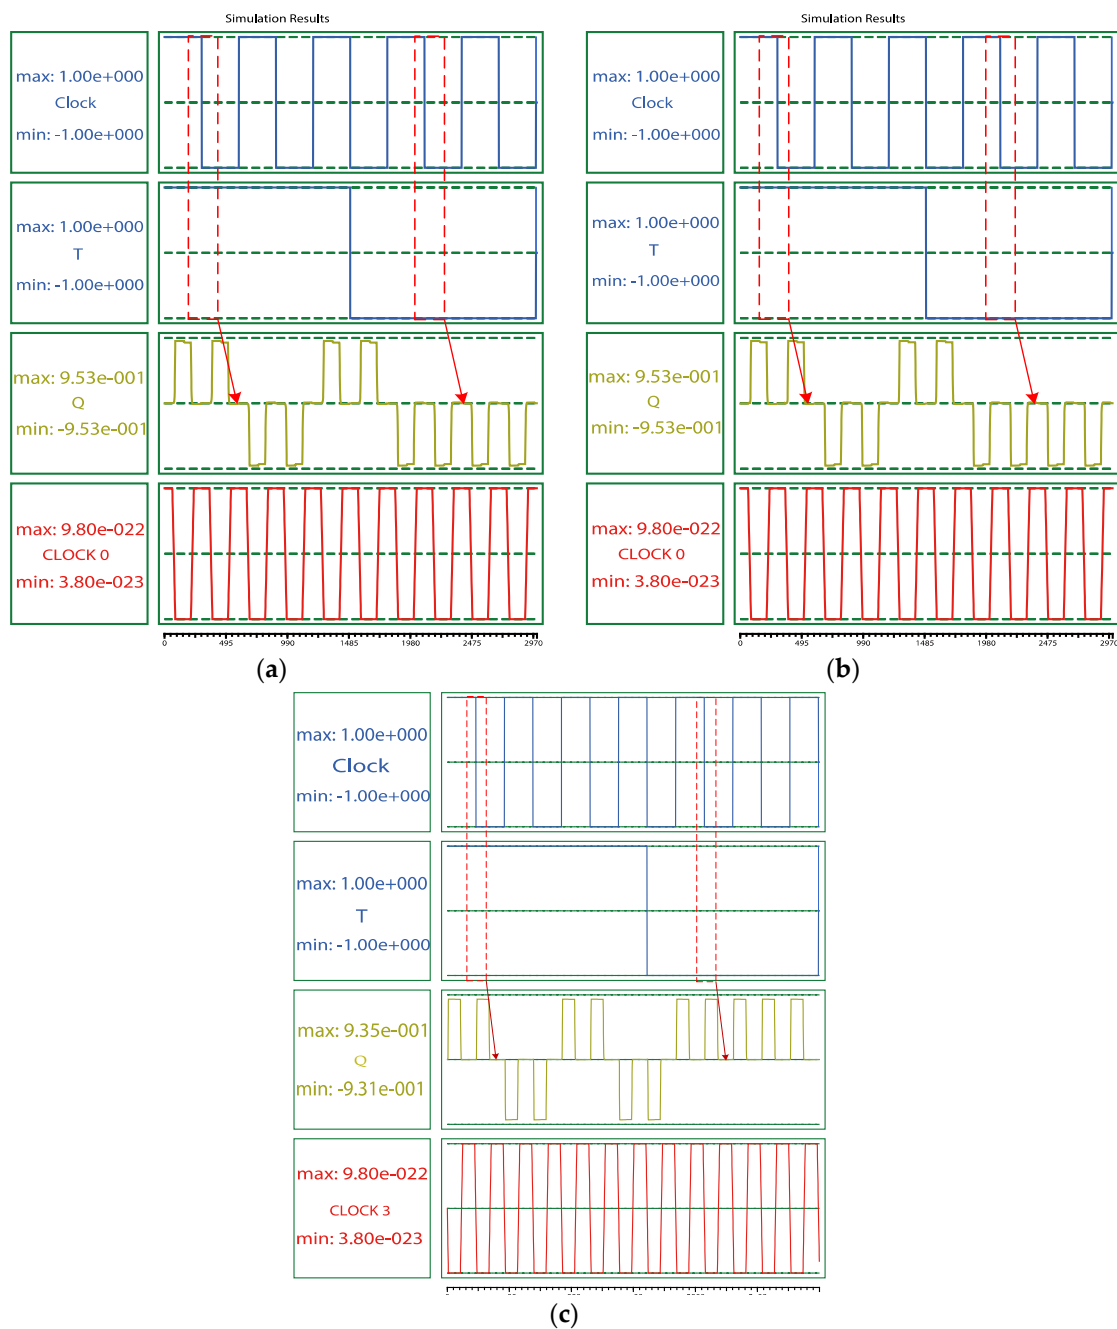 Simulation Results
max: 1.00e+000
Clock
min: -1.00e+000
max: 1.00e+000
T
min: -1.00e+000
max: 9.53e-001
Q
min: -9.53e-001
max: 9.80e-022
CLOCK 0
min: 3.80e-023
0 495 990 1485 1980 2475 2970
(a)
Simulation Results
max: 1.00e+000
Clock
min: -1.00e+000
max: 1.00e+000
T
min: -1.00e+000
max: 9.53e-001
Q
min: -9.53e-001
max: 9.80e-022
CLOCK 0
min: 3.80e-023
0 495 990 1485 1980 2475 2970
(b)
max: 1.00e+000
Clock
min: -1.00e+000
max: 1.00e+000
T
min: -1.00e+000
max: 9.35e-001
Q
min: -9.31e-001
max: 9.80e-022
CLOCK 3
min: 3.80e-023
(c)